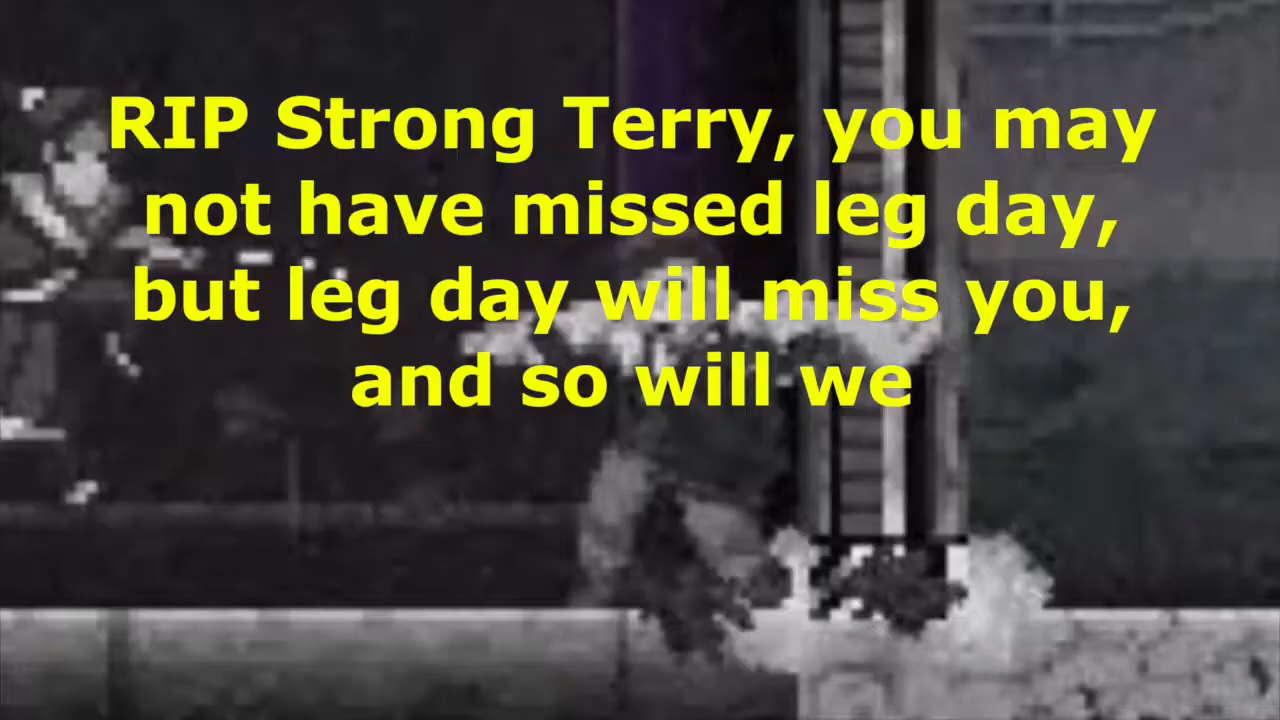 RIP Strong Terry, you may
not have missed leg day,
but leg day will miss you,
and so will we